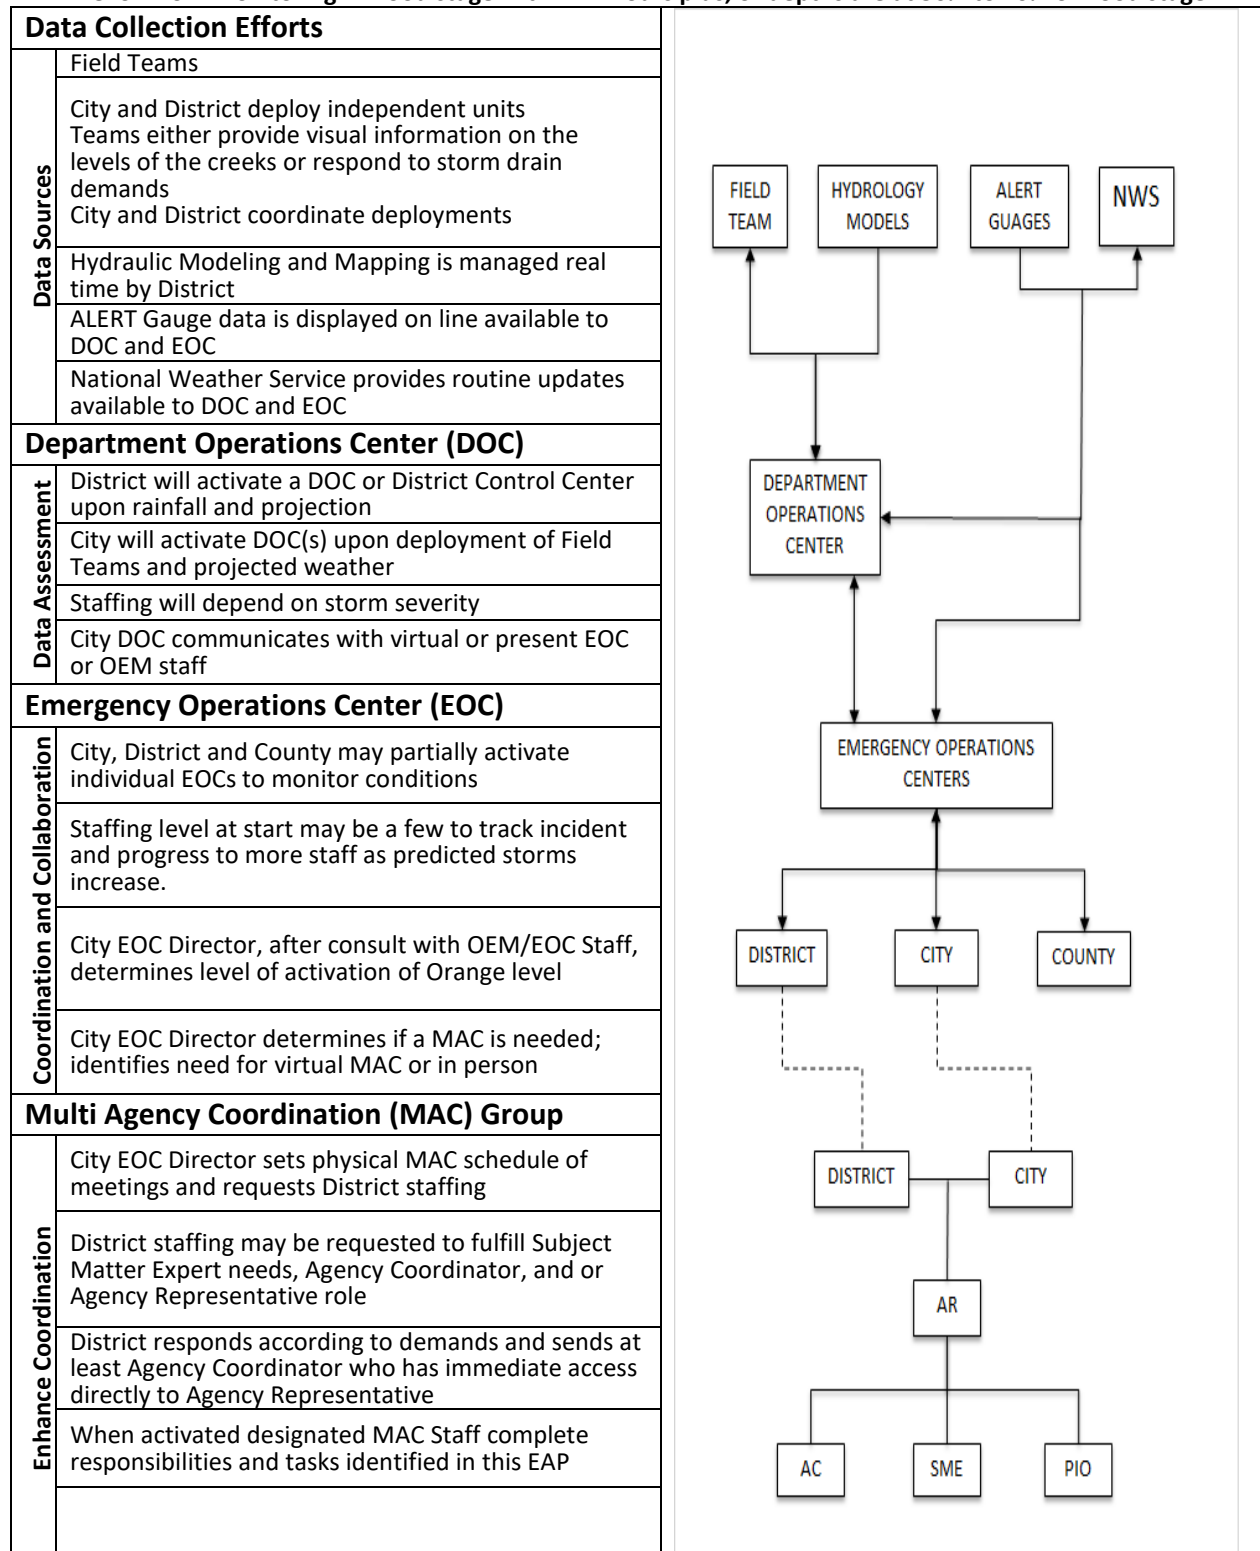 Data Collection Efforts
Data Sources
Field Teams
City and District deploy independent units
Teams either provide visual information on the
levels of the creeks or respond to storm drain
demands
City and District coordinate deployments
Hydraulic Modeling and Mapping is managed real
time by District
ALERT Gauge data is displayed on line available to
DOC and EOC
National Weather Service provides routine updates
available to DOC and EOC
Department Operations Center (DOC)
Data Assessment
District will activate a DOC or District Control Center
upon rainfall and projection
City will activate DOC(s) upon deployment of Field
Teams and projected weather
Staffing will depend on storm severity
City DOC communicates with virtual or present EOC
or OEM staff
Emergency Operations Center (EOC)
Coordination and Collaboration
City, District and County may partially activate
individual EOCs to monitor conditions
Staffing level at start may be a few to track incident
and progress to more staff as predicted storms
increase.
City EOC Director, after consult with OEM/EOC Staff,
determines level of activation of Orange level
City EOC Director determines if a MAC is needed;
identifies need for virtual MAC or in person
Multi Agency Coordination (MAC) Group
Enhance Coordination
City EOC Director sets physical MAC schedule of
meetings and requests District staffing
District staffing may be requested to fulfill Subject
Matter Expert needs, Agency Coordinator, and or
Agency Representative role
District responds according to demands and sends at
least Agency Coordinator who has immediate access
directly to Agency Representative
When activated designated MAC Staff complete
responsibilities and tasks identified in this EAP
FIELD
TEAM
HYDROLOGY
MODELS
ALERT
GUAGES
NWS
DEPARTMENT
OPERATIONS
CENTER
EMERGENCY OPERATIONS
CENTERS
DISTRICT
CITY
COUNTY
DISTRICT
CITY
AR
AC
SME
PIO